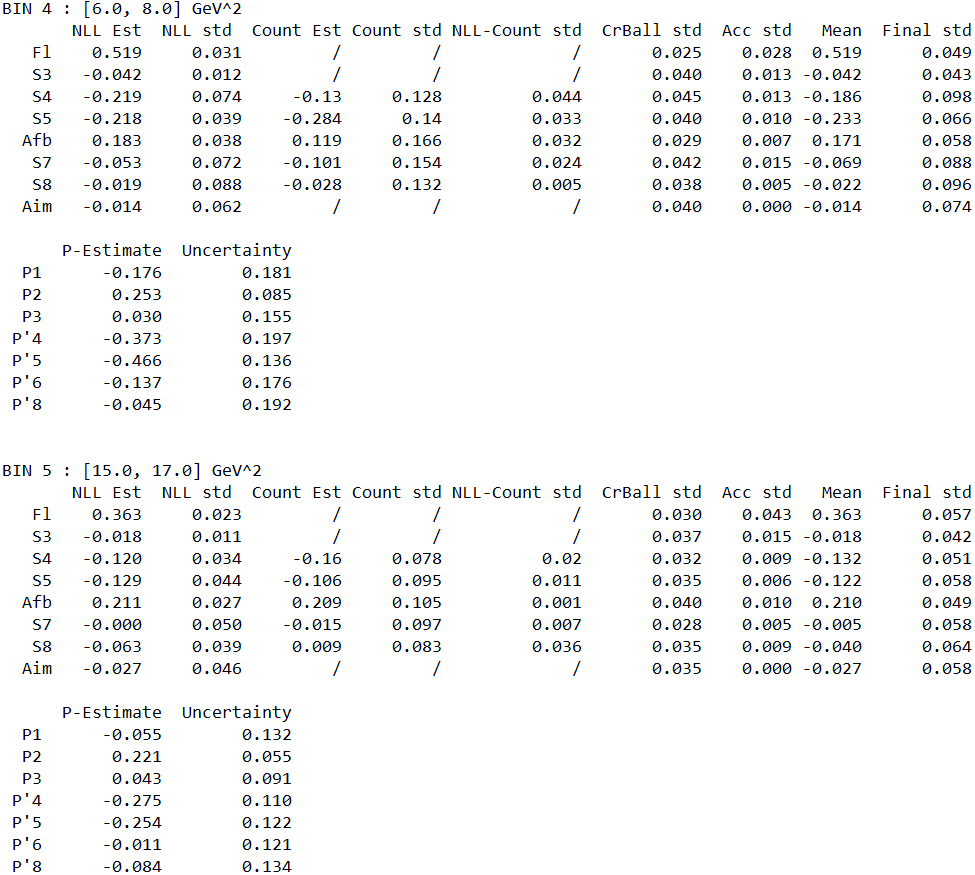 BIN 4 : [6.0, 8.0] GeV^2
NLL Est NLL std Count Est Count std NLL-Count std CrBall std Acc std Mean Final std
Fl 0.519 0.031 / / / 0.025 0.028 0.519 0.049
S3 -0.042 0.012 / / / 0.040 0.013 -0.042 0.043
S4 -0.219 0.074 -0.13 0.128 0.044 0.045 0.013 -0.186 0.098
S5 -0.218 0.039 -0.284 0.14 0.033 0.040 0.010 -0.233 0.066
Afb 0.183 0.038 0.119 0.166 0.032 0.029 0.007 0.171 0.058
S7 -0.053 0.072 -0.101 0.154 0.024 0.042 0.015 -0.069 0.088
S8 -0.019 0.088 -0.028 0.132 0.005 0.038 0.005 -0.022 0.096
Aim -0.014 0.062 / / / 0.040 0.000 -0.014 0.074
P-Estimate Uncertainty
P1 -0.176 0.181
P2 0.253 0.085
P3 0.030 0.155
P'4 -0.373 0.197
P'5 -0.466 0.136
P'6 -0.137 0.176
P'8 -0.045 0.192
BIN 5 : [15.0, 17.0] GeV^2
NLL Est NLL std Count Est Count std NLL-Count std CrBall std Acc std Mean Final std
Fl 0.363 0.023 / / / 0.030 0.043 0.363 0.057
S3 -0.018 0.011 / / / 0.037 0.015 -0.018 0.042
S4 -0.120 0.034 -0.16 0.078 0.02 0.032 0.009 -0.132 0.051
S5 -0.129 0.044 -0.106 0.095 0.011 0.035 0.006 -0.122 0.058
Afb 0.211 0.027 0.209 0.105 0.001 0.040 0.010 0.210 0.049
S7 -0.000 0.050 -0.015 0.097 0.007 0.028 0.005 -0.005 0.058
S8 -0.063 0.039 0.009 0.083 0.036 0.035 0.009 -0.040 0.064
Aim -0.027 0.046 / / / 0.035 0.000 -0.027 0.058
P-Estimate Uncertainty
P1 -0.055 0.132
P2 0.221 0.055
P3 0.043 0.091
P'4 -0.275 0.110
P'5 -0.254 0.122
P'6 -0.011 0.121
P'8 -0.084 0.134